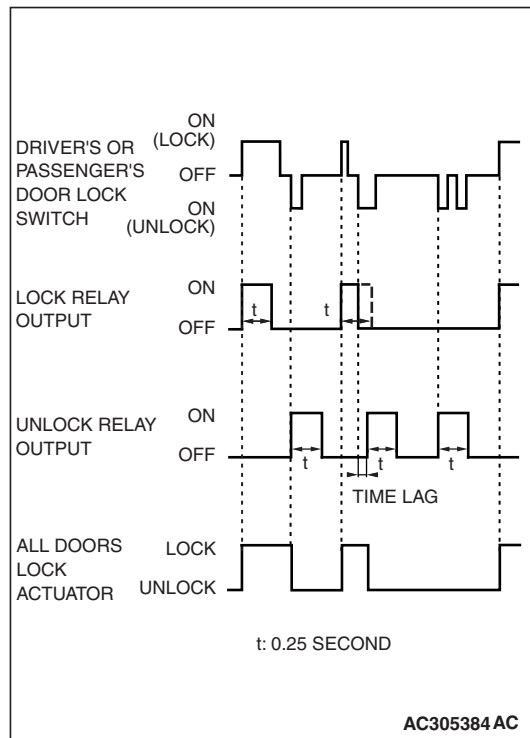 ON
(LOCK)
DRIVER'S OR
PASSENGER'S
DOOR LOCK
SWITCH
OFF
ON
(UNLOCK)
LOCK RELAY
OUTPUT
ON
OFF
t
t
UNLOCK RELAY
OUTPUT
ON
OFF
t
t
t
TIME LAG
ALL DOORS
LOCK
ACTUATOR
LOCK
UNLOCK
t: 0.25 SECOND
AC305384 AC